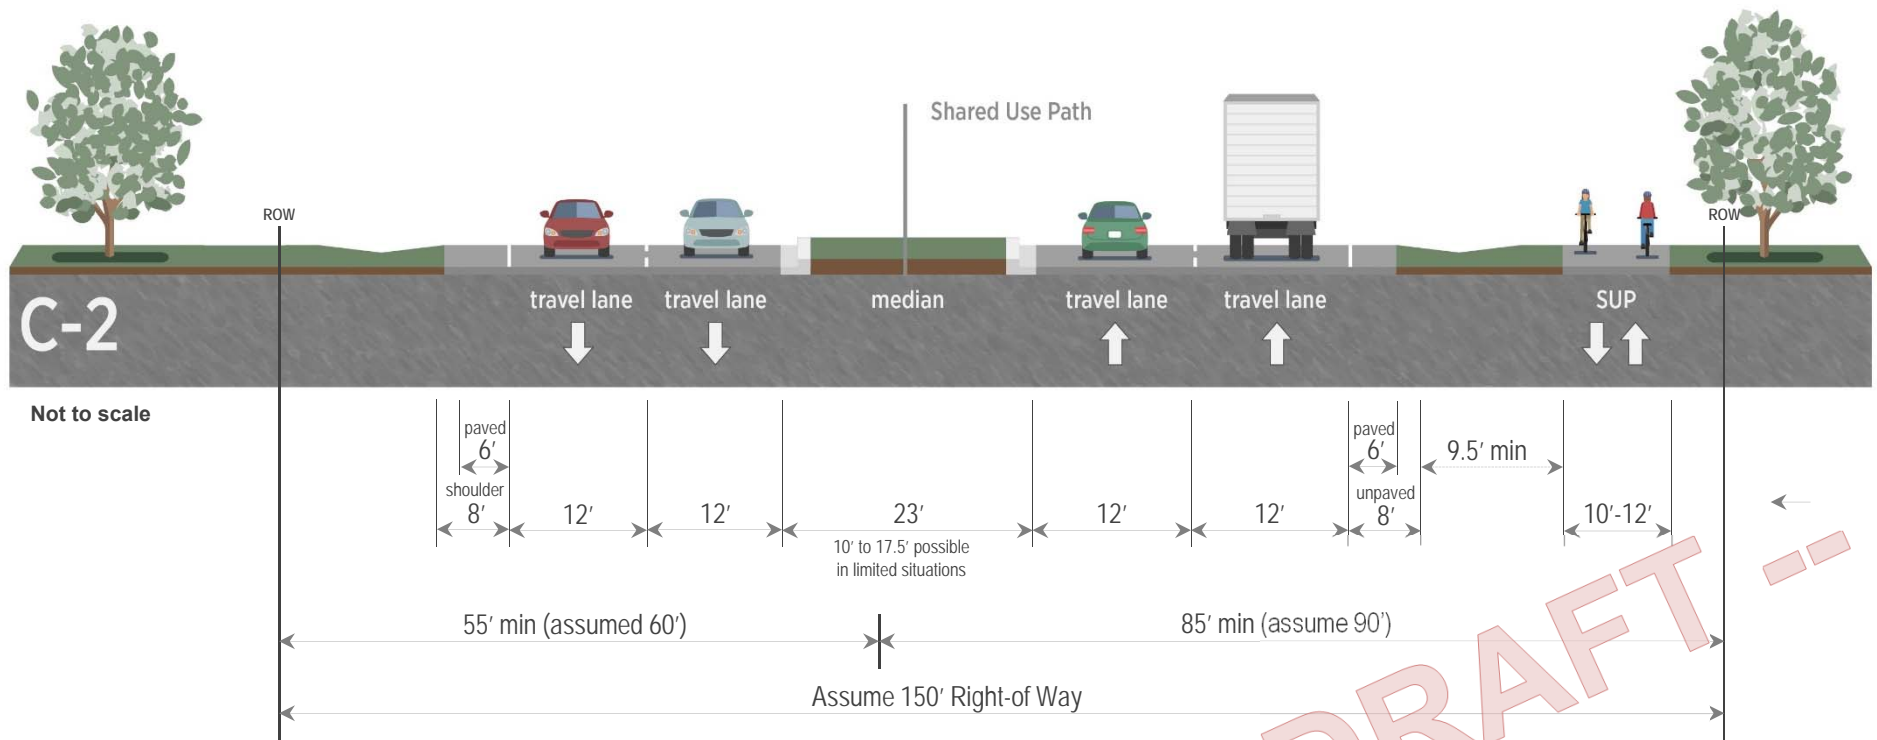 Shared Use Path
ROW
ROW
travel lane
travel lane
median
travel lane
travel lane
SUP
C-2
Not to scale
paved
6'
shoulder
8'
12'
12'
23'
10' to 17.5' possible
in limited situations
12'
12'
paved
6'
unpaved
8'
9.5' min
10'-12'
55' min (assumed 60')
85' min (assume 90')
Assume 150' Right-of Way
DRAFT --